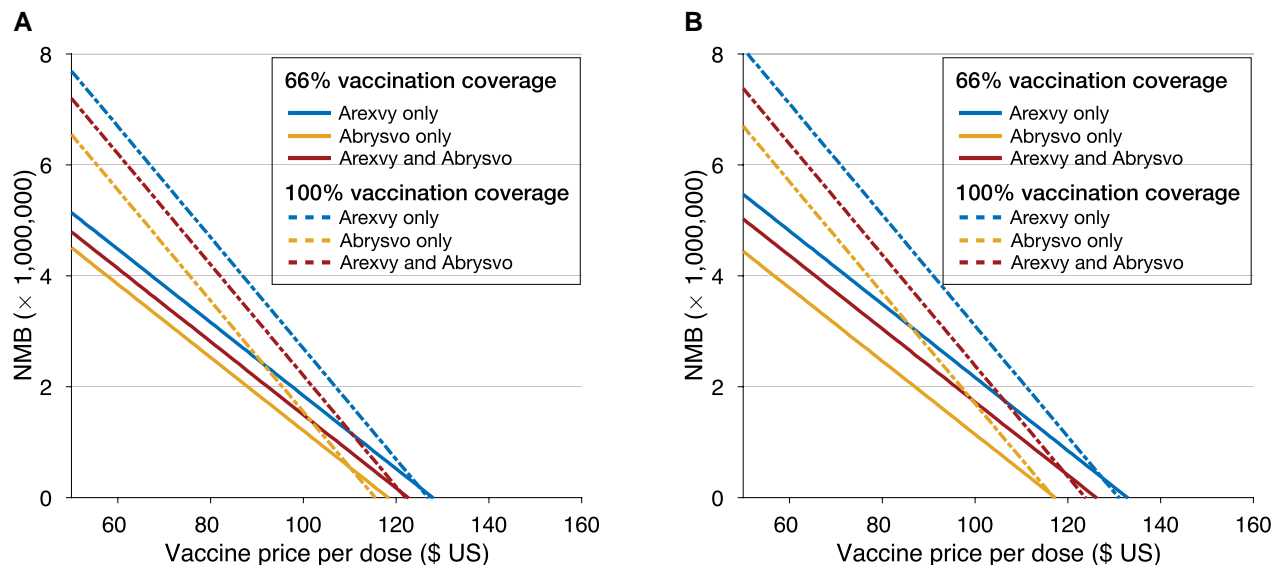 A
8
6
4
2
0
NMB (× 1,000,000)
66% vaccination coverage
Arexvy only
Abrysvo only
Arexvy and Abrysvo
100% vaccination coverage
Arexvy only
Abrysvo only
Arexvy and Abrysvo
60 80 100 120 140 160
Vaccine price per dose ($ US)
B
8
6
4
2
0
NMB (× 1,000,000)
66% vaccination coverage
Arexvy only
Abrysvo only
Arexvy and Abrysvo
100% vaccination coverage
Arexvy only
Abrysvo only
Arexvy and Abrysvo
60 80 100 120 140 160
Vaccine price per dose ($ US)